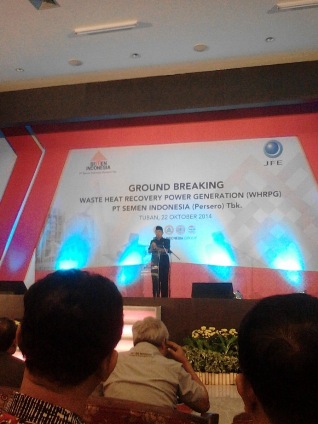 SEMEN
INDONESIA
JFE
GROUND BREAKING
WASTE HEAT RECOVERY POWER GENERATION (WHRPG)
PT SEMEN INDONESIA (Persero) Tbk.
TUBAN, 22 OKTOBER 2014